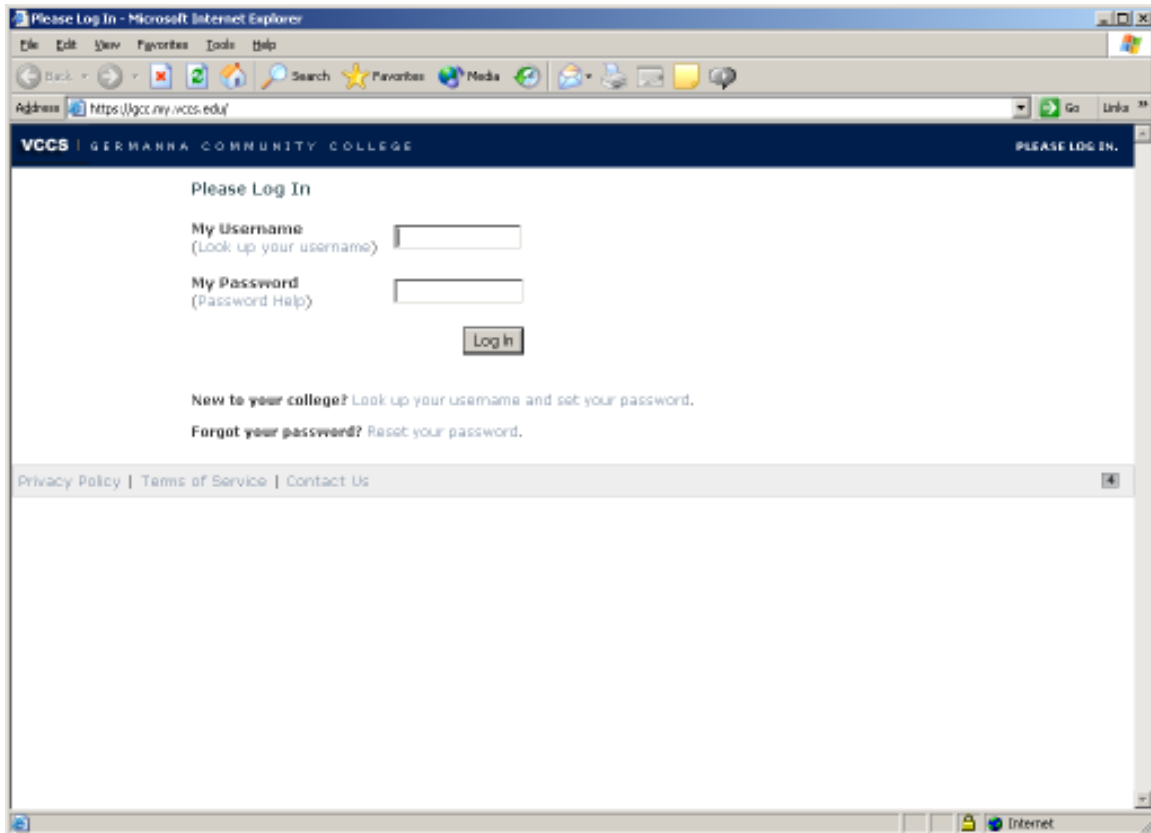 Please Log In - Microsoft Internet Explorer
File Edit View Favorites Tools Help
Back Search Favorites Media
Address https://gcc.my.vccs.edu/ Go Links »
VCCS | GERMANNA COMMUNITY COLLEGE PLEASE LOG IN.
Please Log In
My Username
(Look up your username)
My Password
(Password Help)
Log In
New to your college? Look up your username and set your password.
Forgot your password? Reset your password.
Privacy Policy | Terms of Service | Contact Us 4
Internet